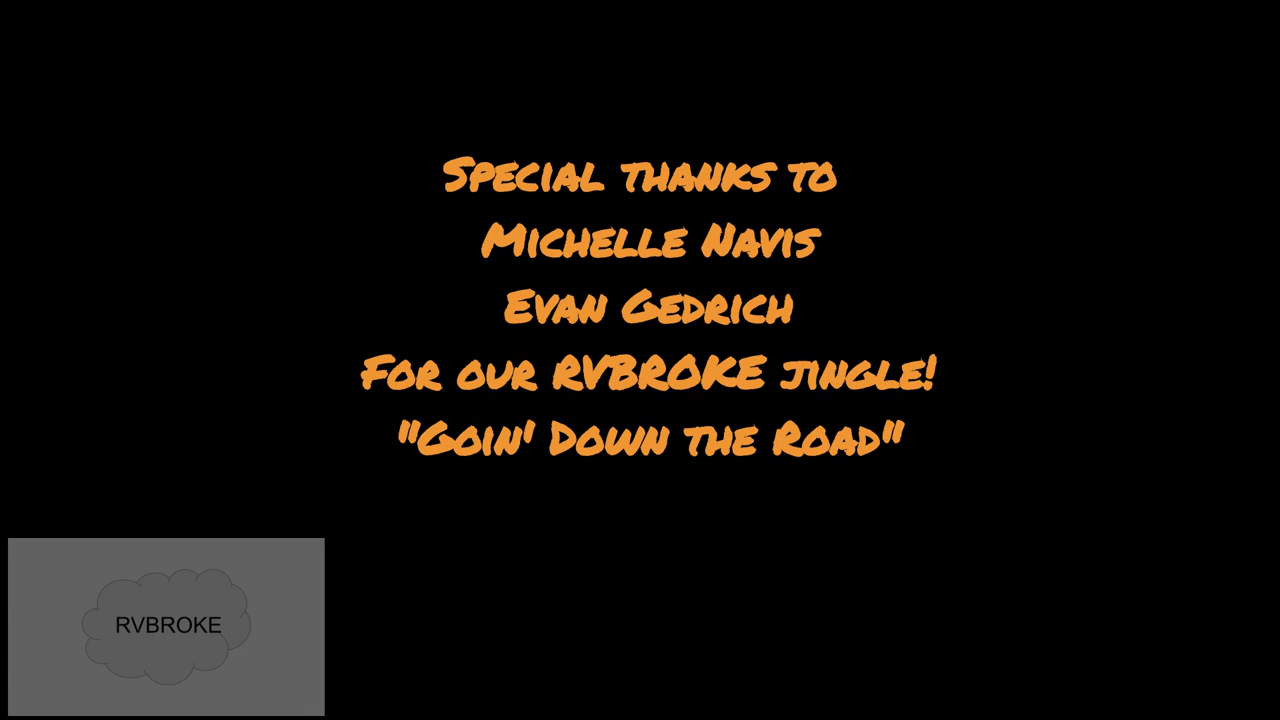 Special thanks to
Michelle Navis
Evan Gedrich
For our RVBROKE jingle!
"Goin' Down the Road"
RVBROKE